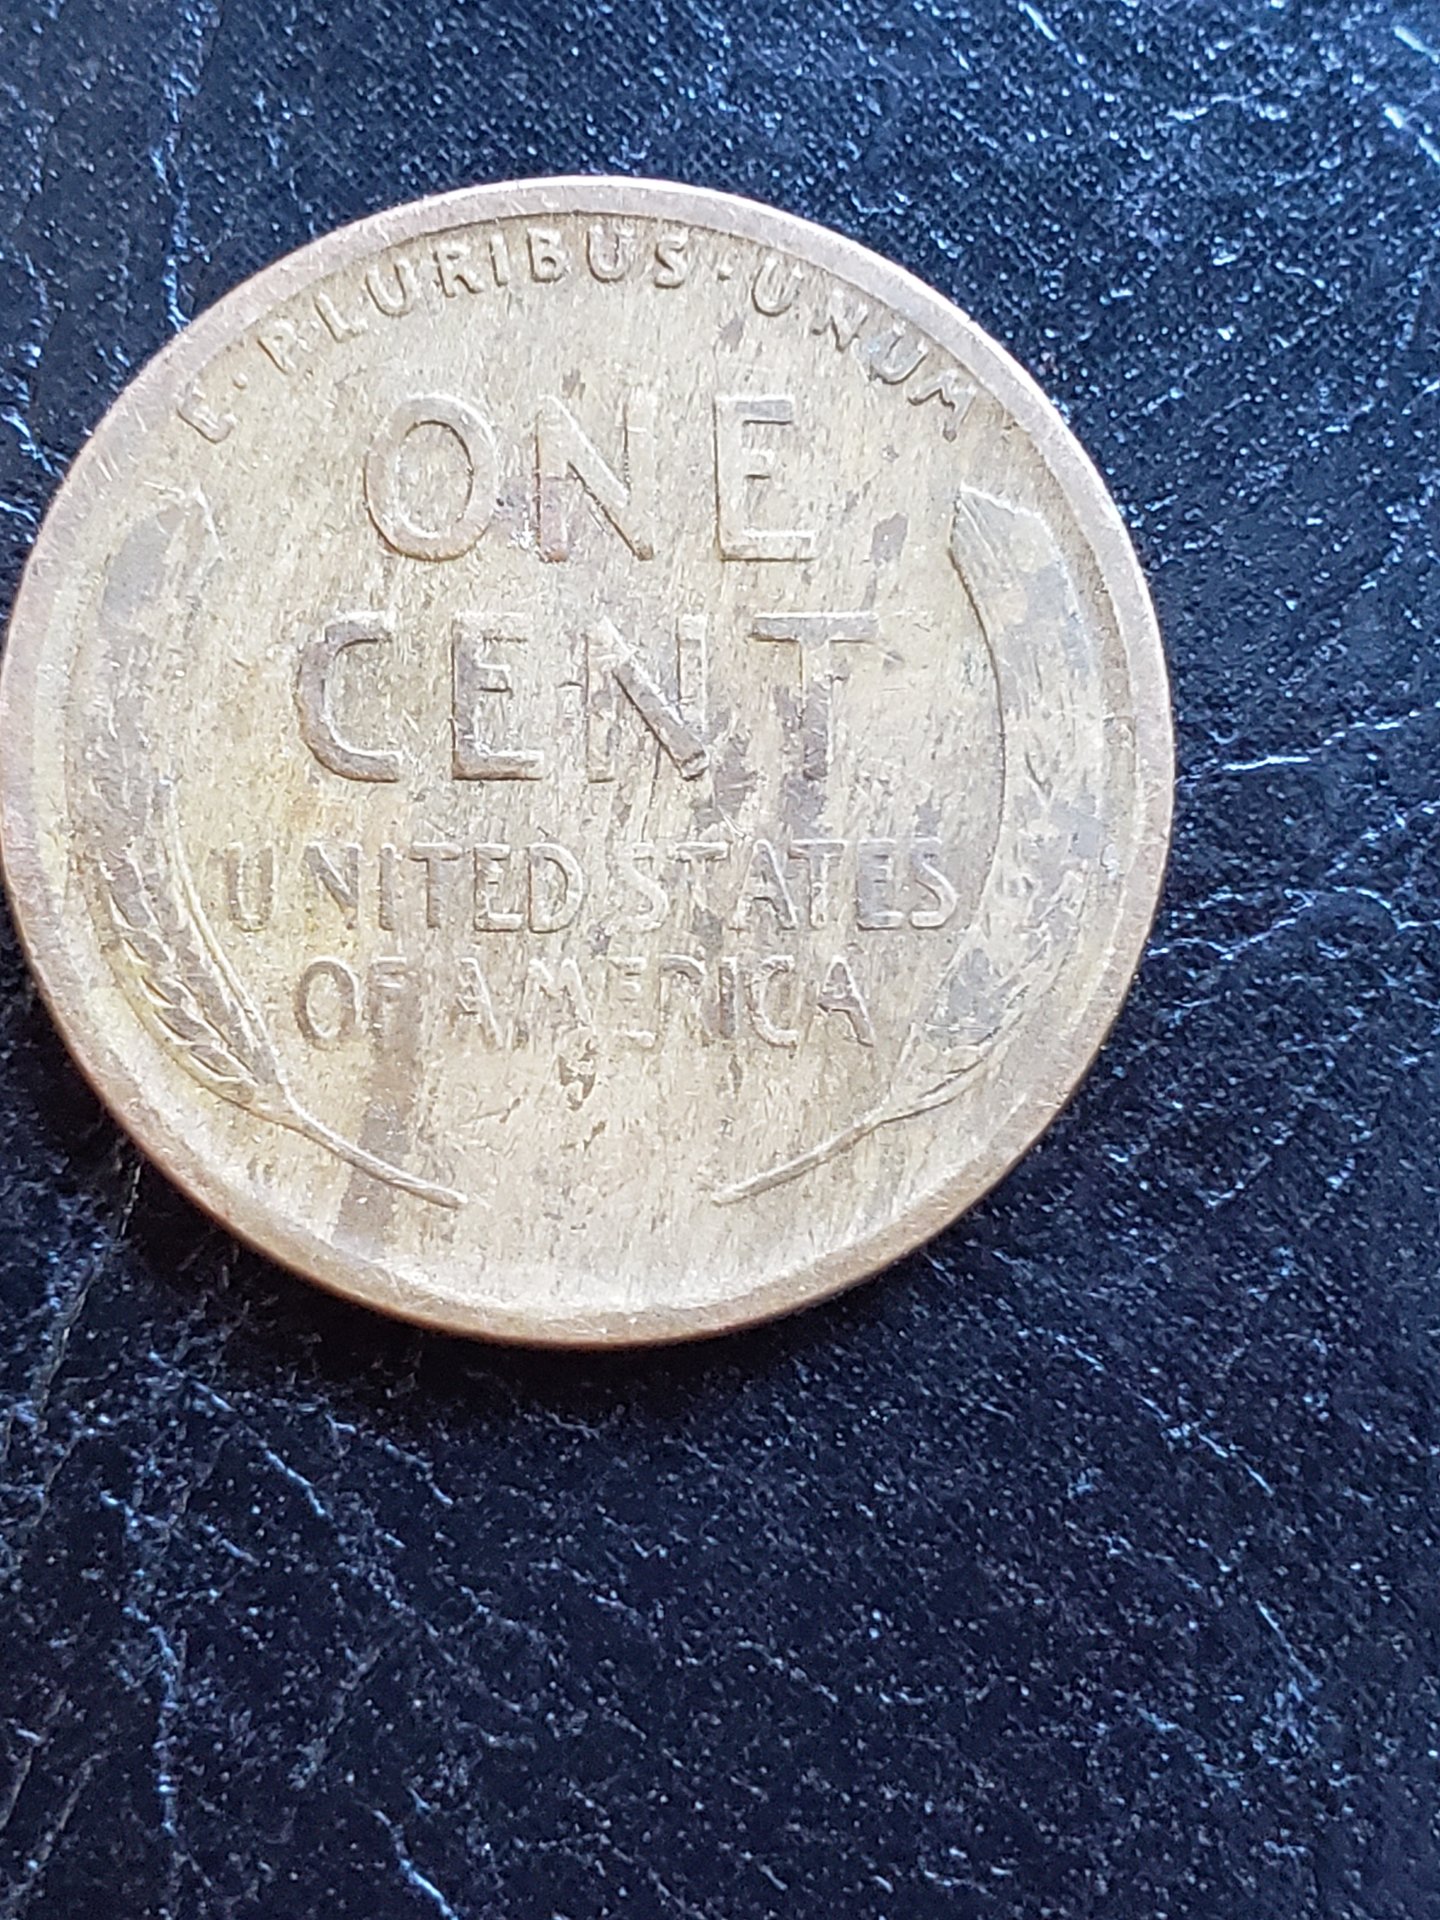 E·PLURIBUS·UNUM
ONE
CENT
UNITED STATES
OF AMERICA